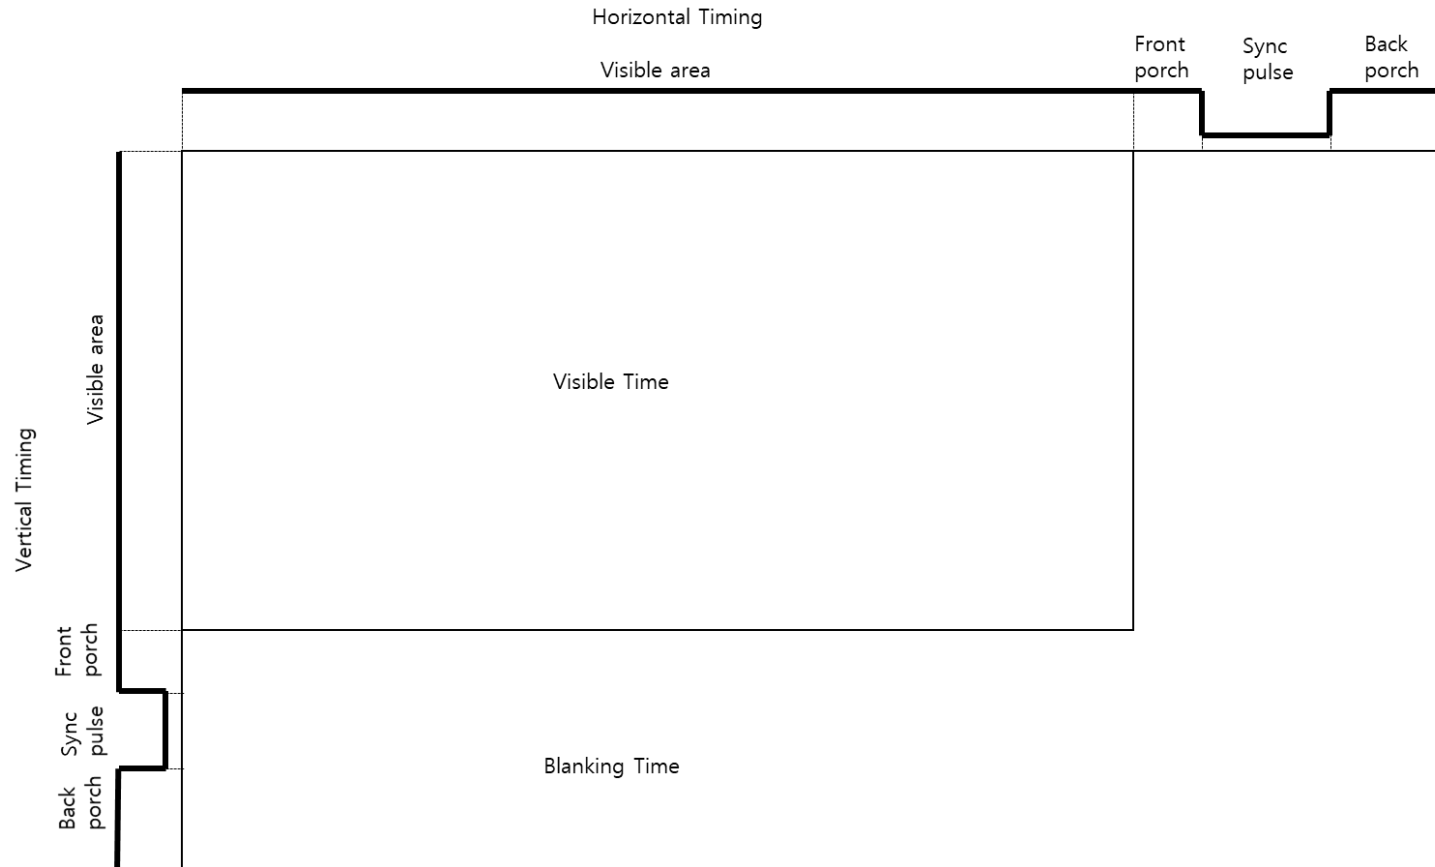 Horizontal Timing
Visible area
Front
porch
Sync
pulse
Back
porch
Vertical Timing
Visible area
Visible Time
Front
porch
Sync
pulse
Back
porch
Blanking Time